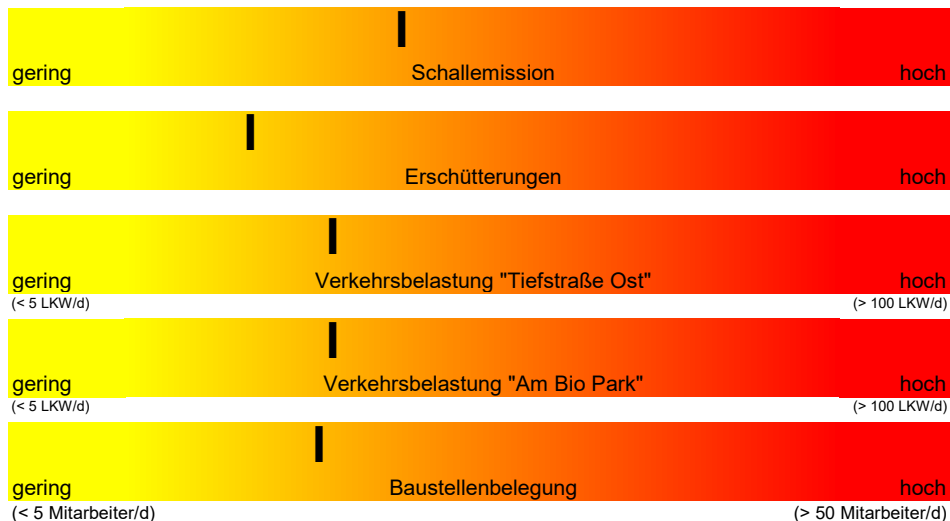 gering Schallemission hoch
gering Erschütterungen hoch
gering Verkehrsbelastung "Tiefstraße Ost" hoch
(< 5 LKW/d) (> 100 LKW/d)
gering Verkehrsbelastung "Am Bio Park" hoch
(< 5 LKW/d) (> 100 LKW/d)
gering Baustellenbelegung hoch
(< 5 Mitarbeiter/d) (> 50 Mitarbeiter/d)